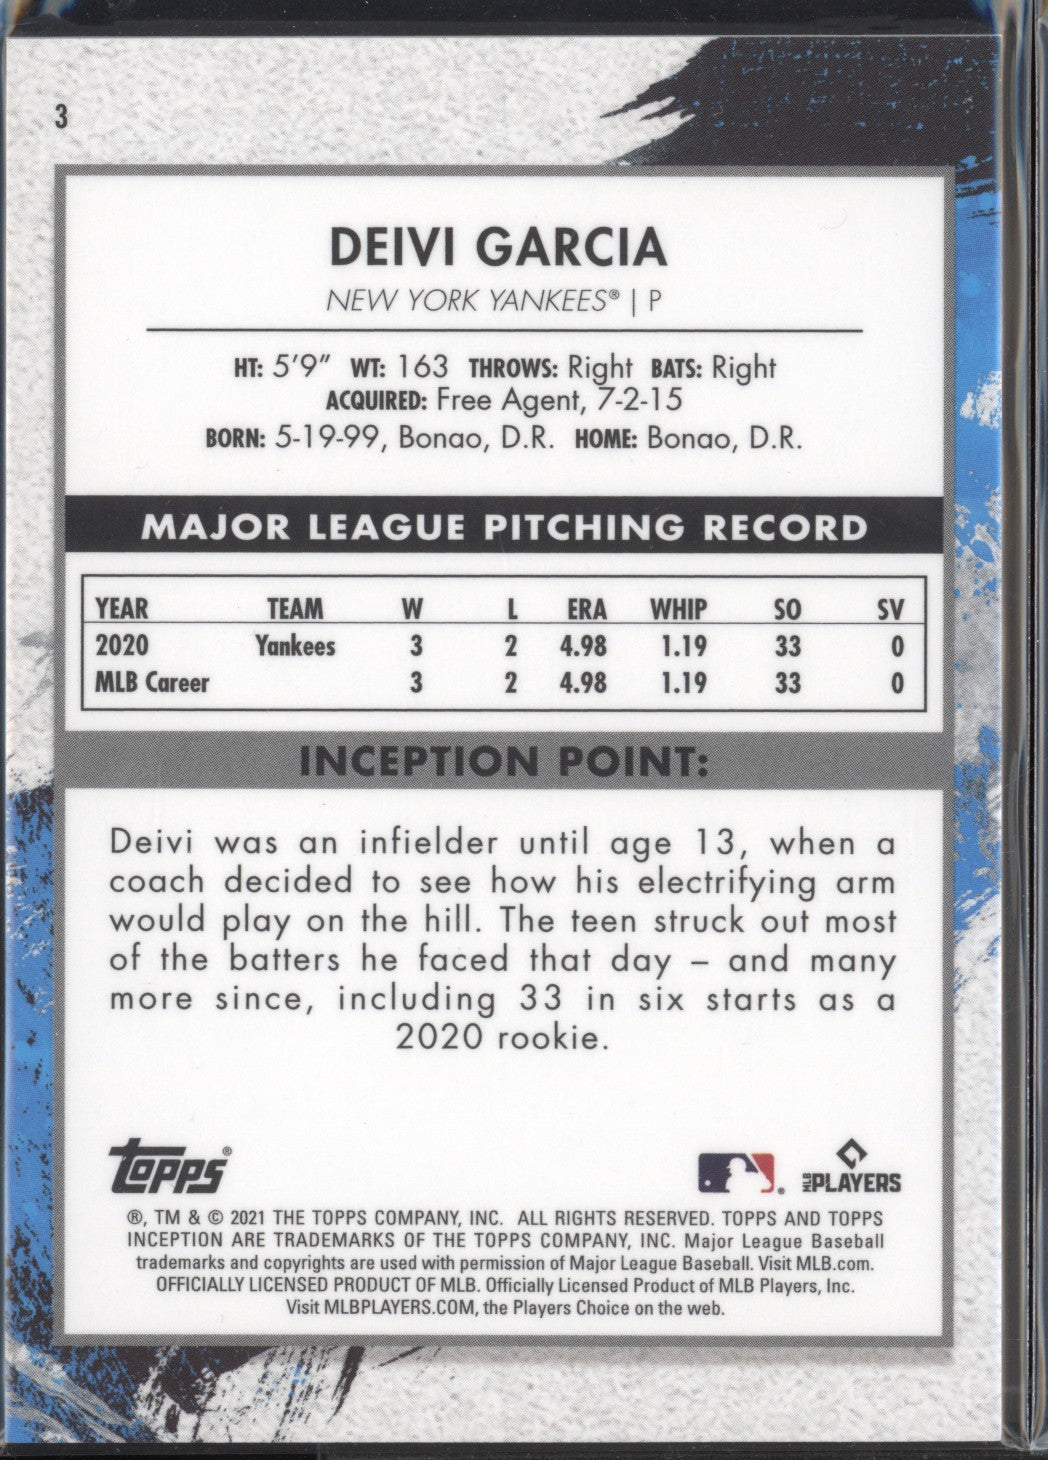 3
DEIVI GARCIA
NEW YORK YANKEES® | P
HT: 5'9" WT: 163 THROWS: Right BATS: Right
ACQUIRED: Free Agent, 7-2-15
BORN: 5-19-99, Bonao, D.R. HOME: Bonao, D.R.
MAJOR LEAGUE PITCHING RECORD
YEAR TEAM W L ERA WHIP SO SV
2020 Yankees 3 2 4.98 1.19 33 0
MLB Career 3 2 4.98 1.19 33 0
INCEPTION POINT:
Deivi was an infielder until age 13, when a
coach decided to see how his electrifying arm
would play on the hill. The teen struck out most
of the batters he faced that day – and many
more since, including 33 in six starts as a
2020 rookie.
topps®
MLB PLAYERS
®, TM & © 2021 THE TOPPS COMPANY, INC. ALL RIGHTS RESERVED. TOPPS AND TOPPS
INCEPTION ARE TRADEMARKS OF THE TOPPS COMPANY, INC. Major League Baseball
trademarks and copyrights are used with permission of Major League Baseball. Visit MLB.com.
OFFICIALLY LICENSED PRODUCT OF MLB. Officially Licensed Product of MLB Players, Inc.
Visit MLBPLAYERS.COM, the Players Choice on the web.